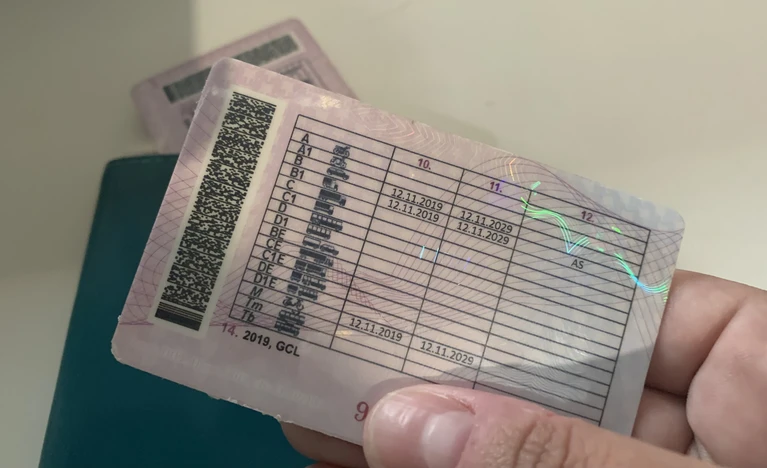 10. 11. 12.
A
A1
B 12.11.2019 12.11.2029
B1 12.11.2019 12.11.2029 AS
C
C1
D
D1
BE
CE
C1E
DE
D1E
M 12.11.2019 12.11.2029
Tm
Tb
14. 2019, GCL
9